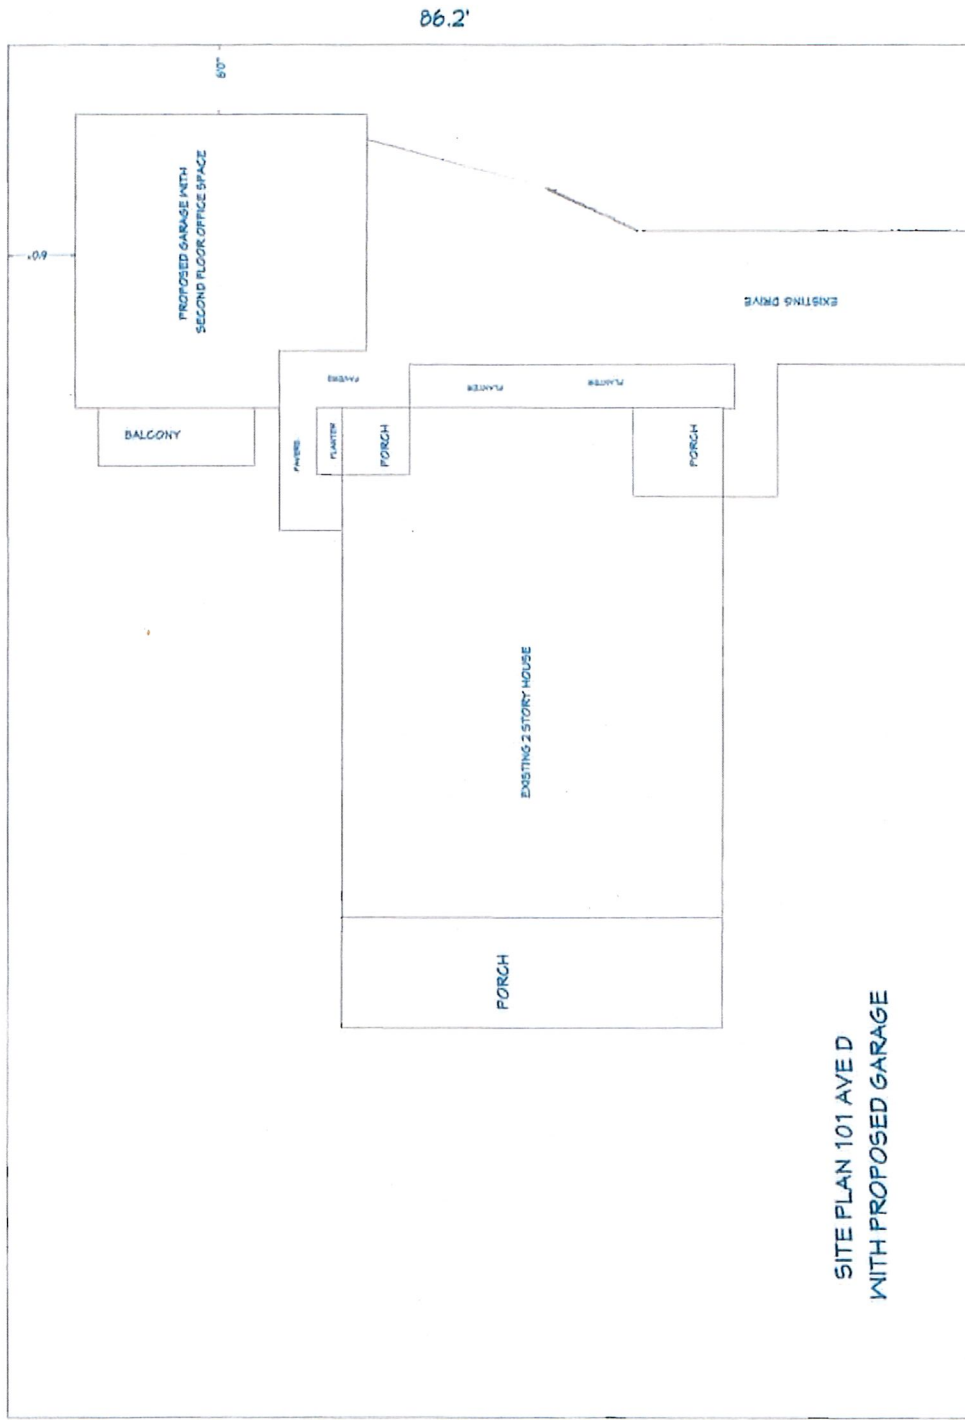 86.2'
6'0"
6'0"
PROPOSED GARAGE WITH
SECOND FLOOR OFFICE SPACE
EXISTING DRIVE
PAVERS
PLANTER
PLANTER
BALCONY
PAVERS
PLANTER
PORCH
PORCH
EXISTING 2 STORY HOUSE
PORCH
SITE PLAN 101 AVE D
WITH PROPOSED GARAGE